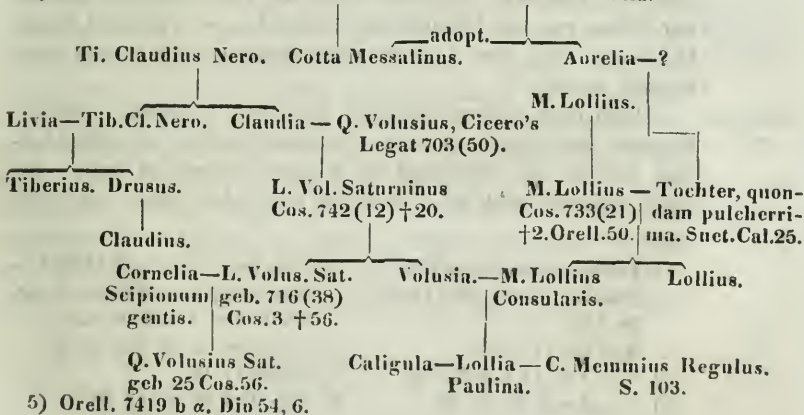 adopt.
Ti. Claudius Nero. Cotta Messalinus. Aurelia—?
M. Lollius.
Livia—Tib.Cl.Nero. Claudia — Q. Volusius, Cicero's
Legat 703 (50).
Tiberius. Drusus. L. Vol. Saturninus M. Lollius — Tochter, quon-
Cos. 742 (12) †20. Cos. 733(21) dam pulcherri-
Claudius. †2. Orell. 50. ma. Suet. Cal. 25.
Cornelia—L. Volus. Sat. Volusia.—M. Lollius Lollius.
Scipionum geb. 716 (38) Consularis.
gentis. Cos. 3 †56.
Q. Volusius Sat. Caligula—Lollia — C. Memmius Regulus.
geb 25 Cos. 56. Paulina. S. 103.
5) Orell. 7419 b α. Dio 54, 6.